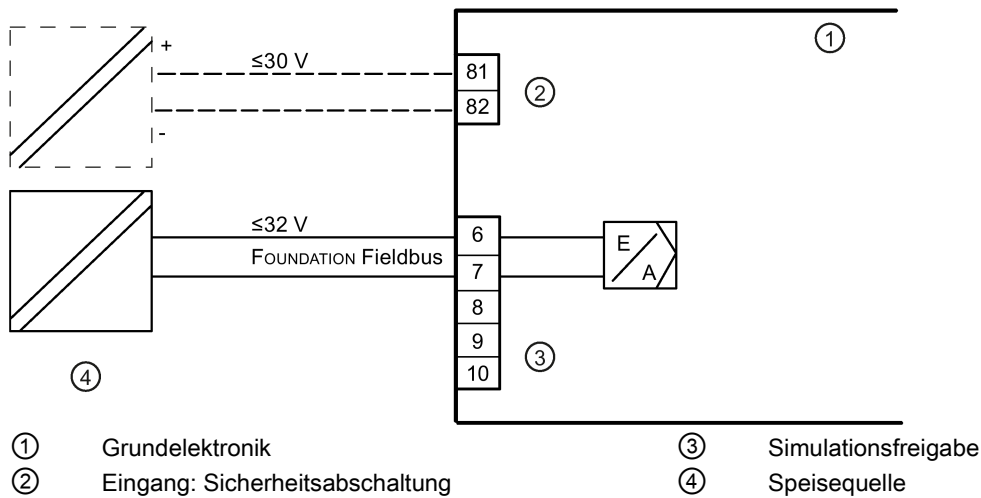 ①
+
≤30 V
81
②
82
-
≤32 V
6
FOUNDATION Fieldbus
E
A
7
8
9
③
10
④
① Grundelektronik
③ Simulationsfreigabe
② Eingang: Sicherheitsabschaltung
④ Speisequelle